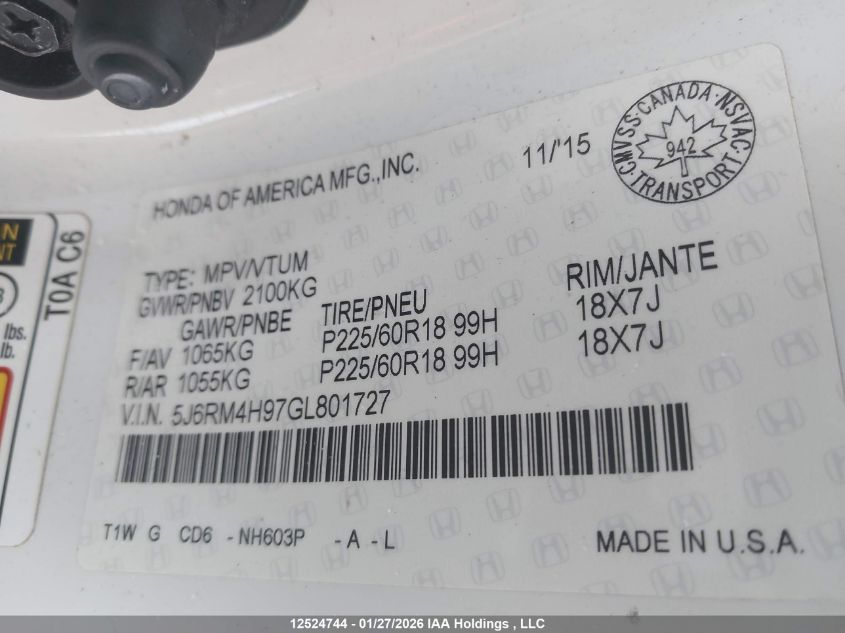 HONDA OF AMERICA MFG.,INC. 11/'15
CMVSS·CANADA·NSVAC·TRANSPORT·
942
TYPE: MPV/VTUM
GVWR/PNBV 2100KG
GAWR/PNBE TIRE/PNEU RIM/JANTE
F/AV 1065KG P225/60R18 99H 18X7J
R/AR 1055KG P225/60R18 99H 18X7J
V.I.N. 5J6RM4H97GL801727
T1W G CD6 -NH603P -A -L MADE IN U.S.A.
T0A C6
lbs.
lb.
12524744 - 01/27/2026 IAA Holdings , LLC